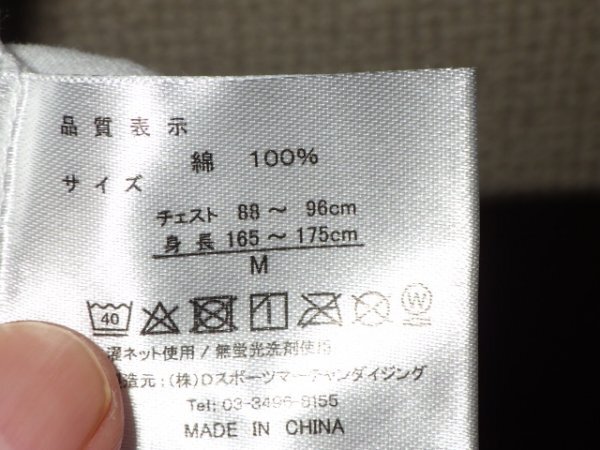 品質表示
綿 100%
サイズ
チェスト 88～ 96cm
身長 165～ 175cm
M
40
W
濯ネット使用 / 無蛍光洗剤使用
造元:(株)Dスポーツマーチャンダイジング
Tel: 03-3496-8155
MADE IN CHINA